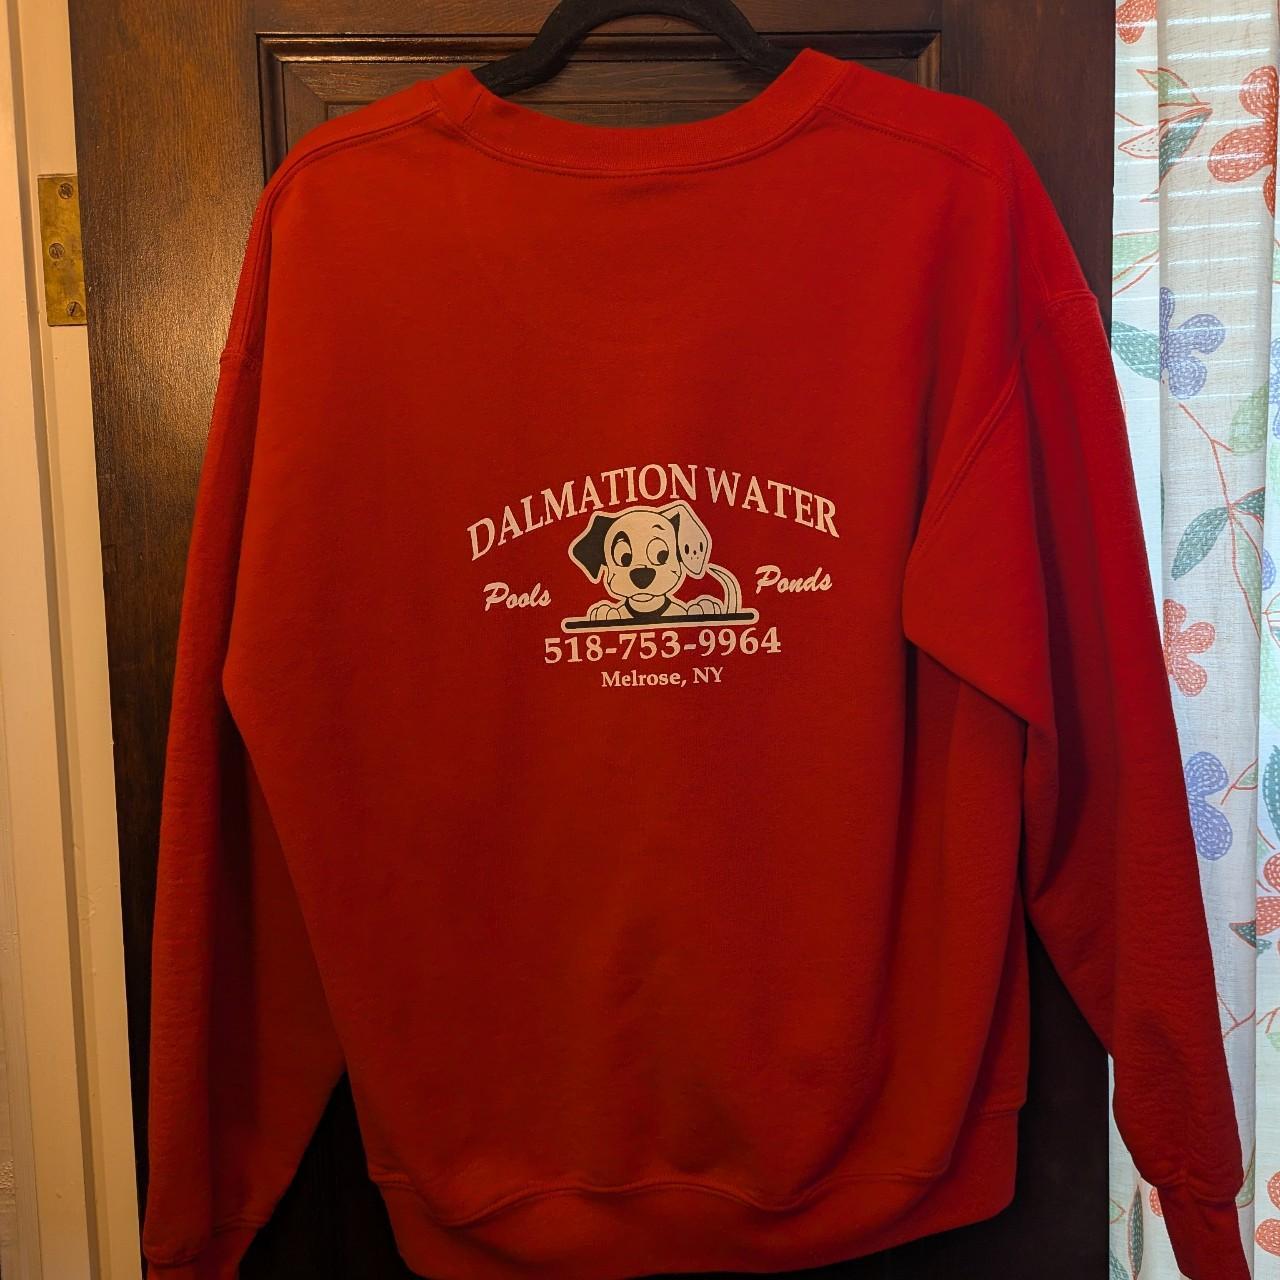 DALMATION WATER
Pools Ponds
518-753-9964
Melrose, NY